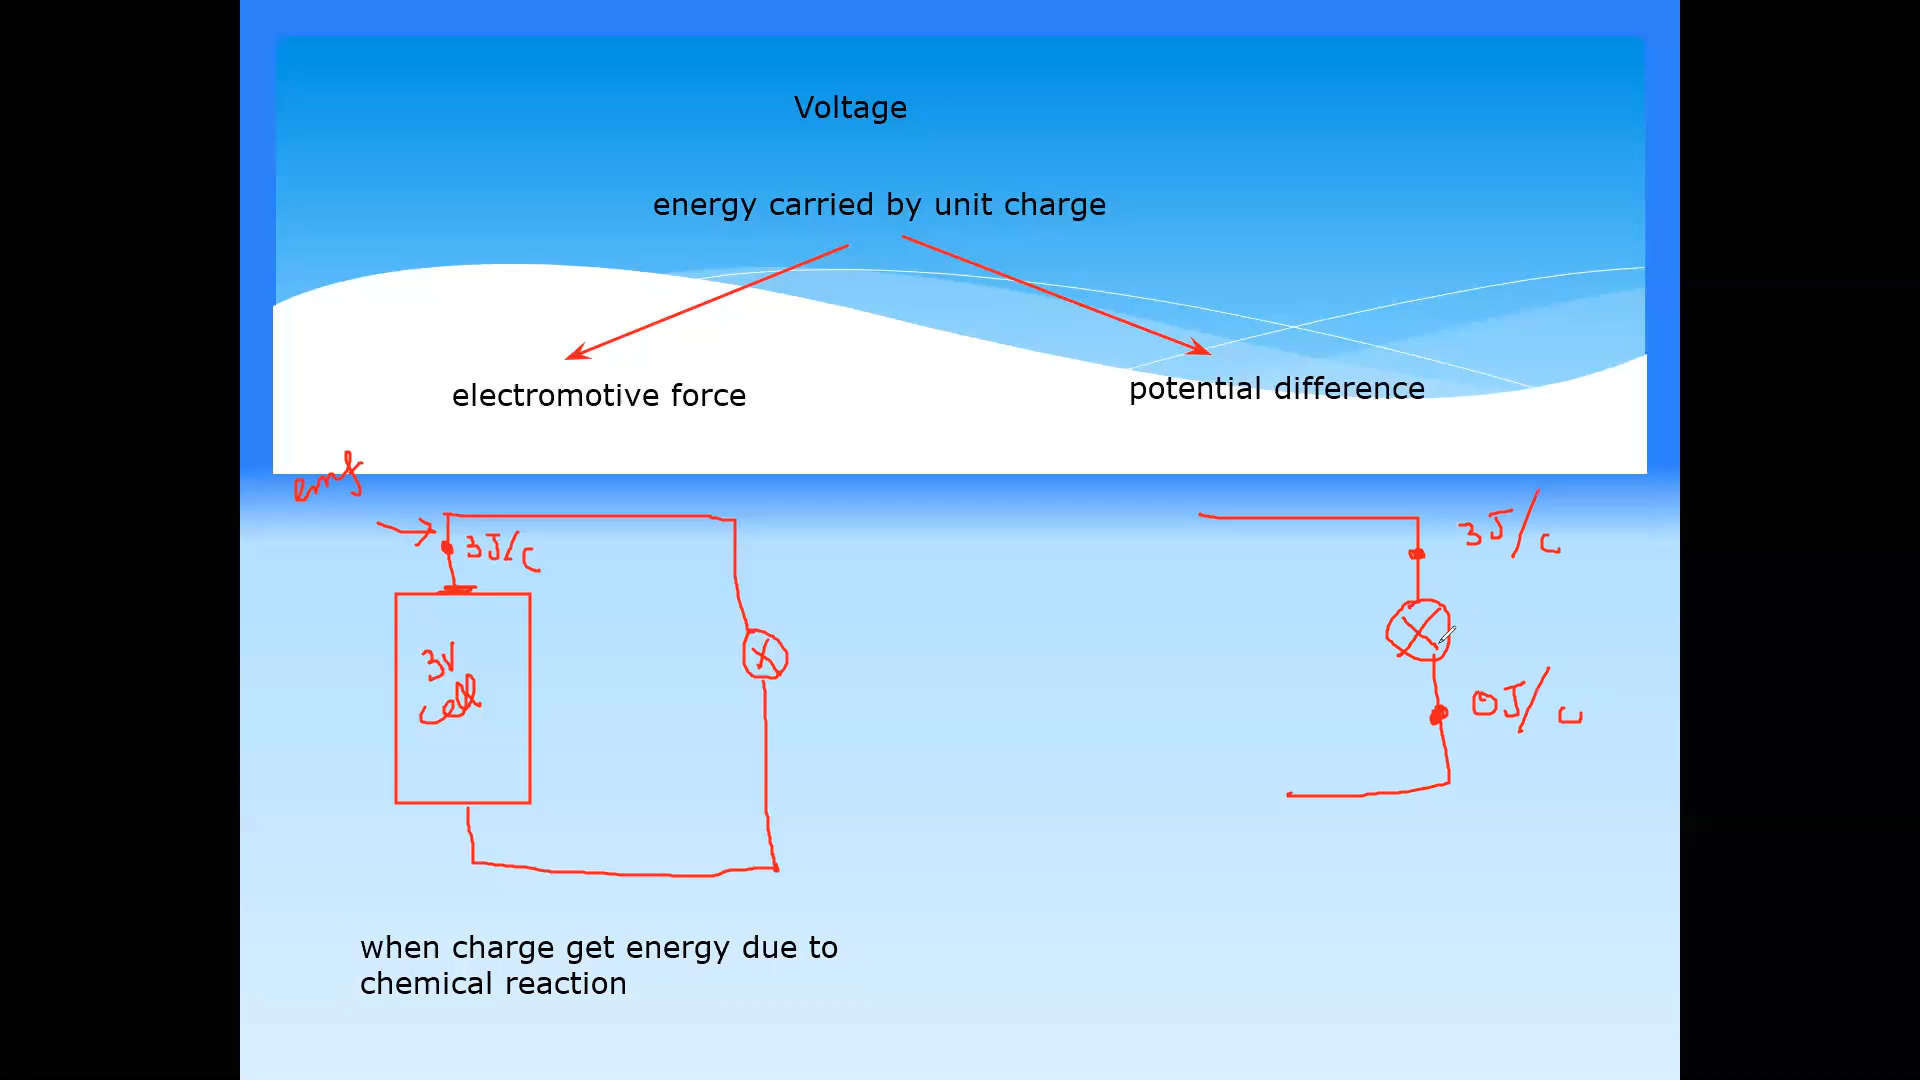 Voltage
energy carried by unit charge
electromotive force
potential difference
emf
3J/C
3V
cell
3J/C
0J/C
when charge get energy due to
chemical reaction